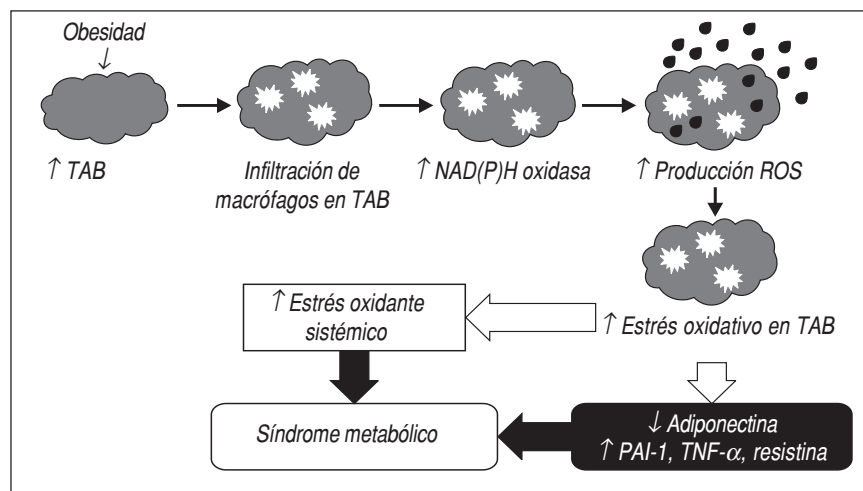 Obesidad
↓
↑ TAB
Infiltración de
macrófagos en TAB
↑ NAD(P)H oxidasa
↑ Producción ROS
↑ Estrés oxidativo en TAB
↑ Estrés oxidante
sistémico
Síndrome metabólico
↓ Adiponectina
↑ PAI-1, TNF-α, resistina